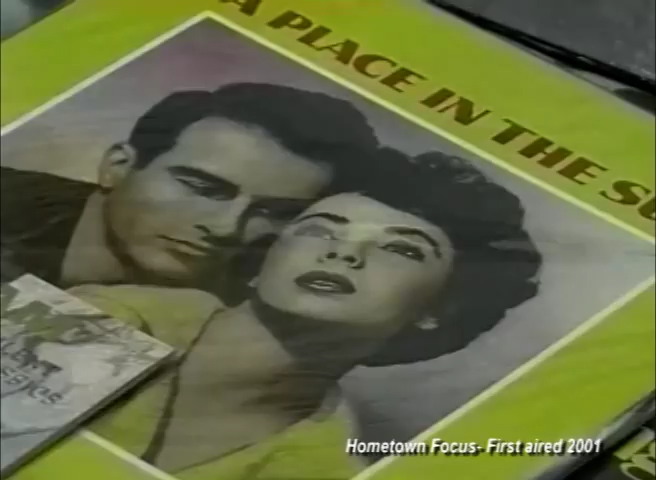 A PLACE IN THE SU
Hometown Focus- First aired 2001